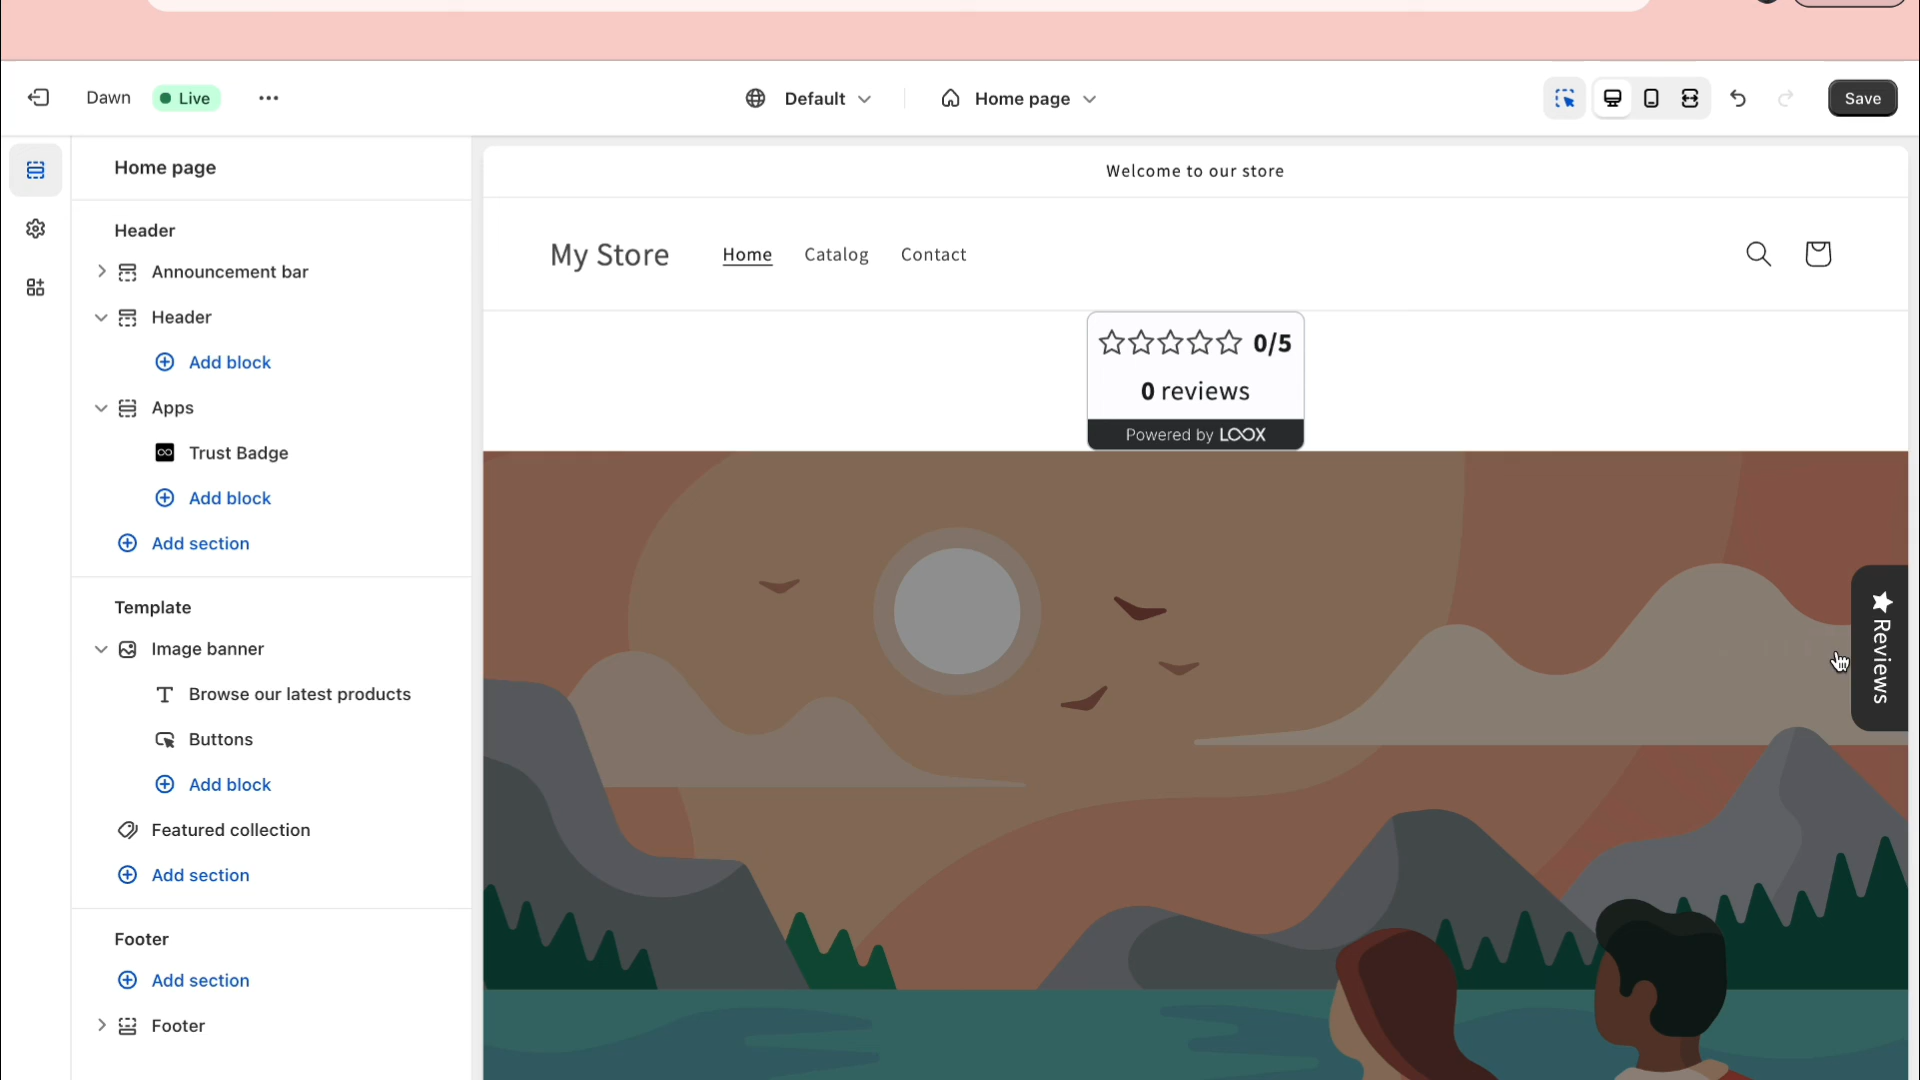 Dawn
Live
Default
Home page
Save
Home page
Header
Announcement bar
Header
Add block
Apps
Trust Badge
Add block
Add section
Template
Image banner
Browse our latest products
Buttons
Add block
Featured collection
Add section
Footer
Add section
Footer
Welcome to our store
My Store
Home
Catalog
Contact
0/5
0 reviews
Powered by LOOX
Reviews